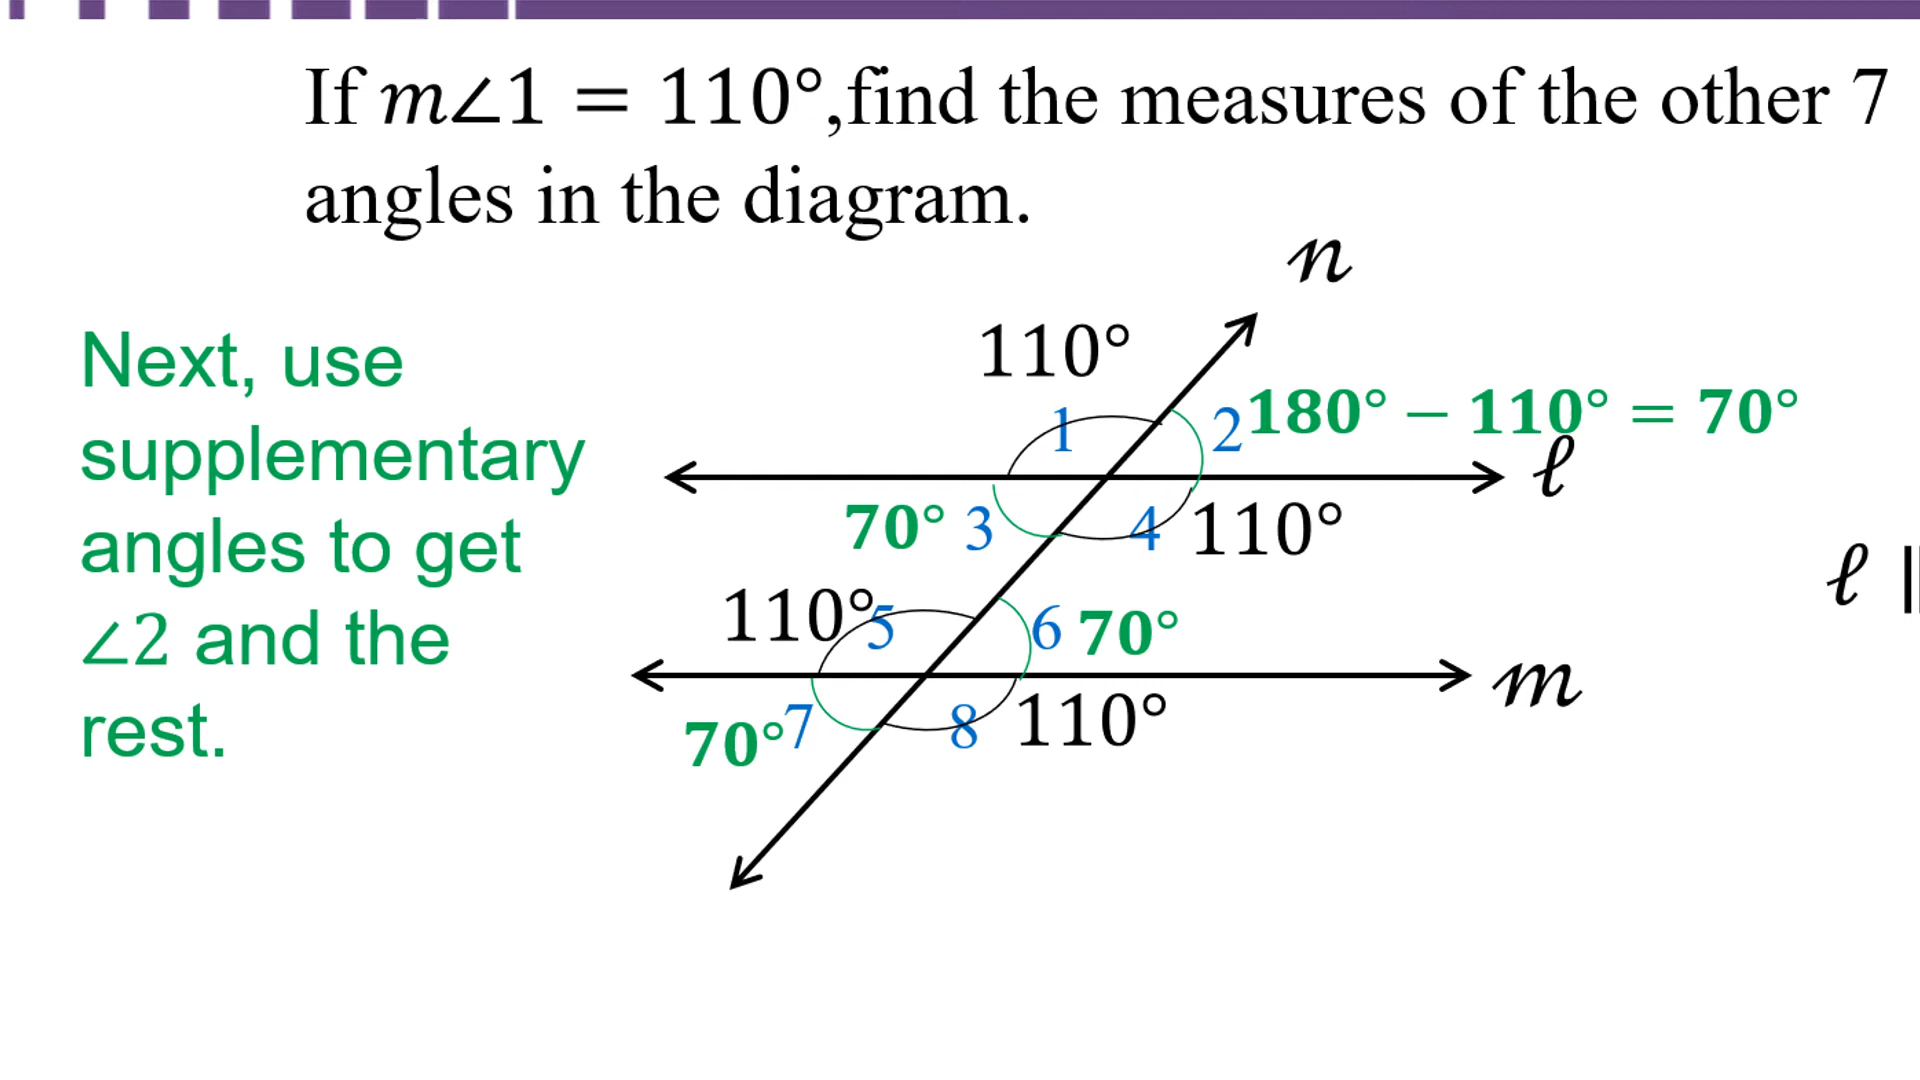 If m∠1 = 110°,find the measures of the other 7
angles in the diagram.
n
Next, use
supplementary
angles to get
∠2 and the
rest.
110°
1
2
180° − 110° = 70°
ℓ
70° 3
4 110°
ℓ ∥
110° 5
6 70°
m
70° 7
8 110°